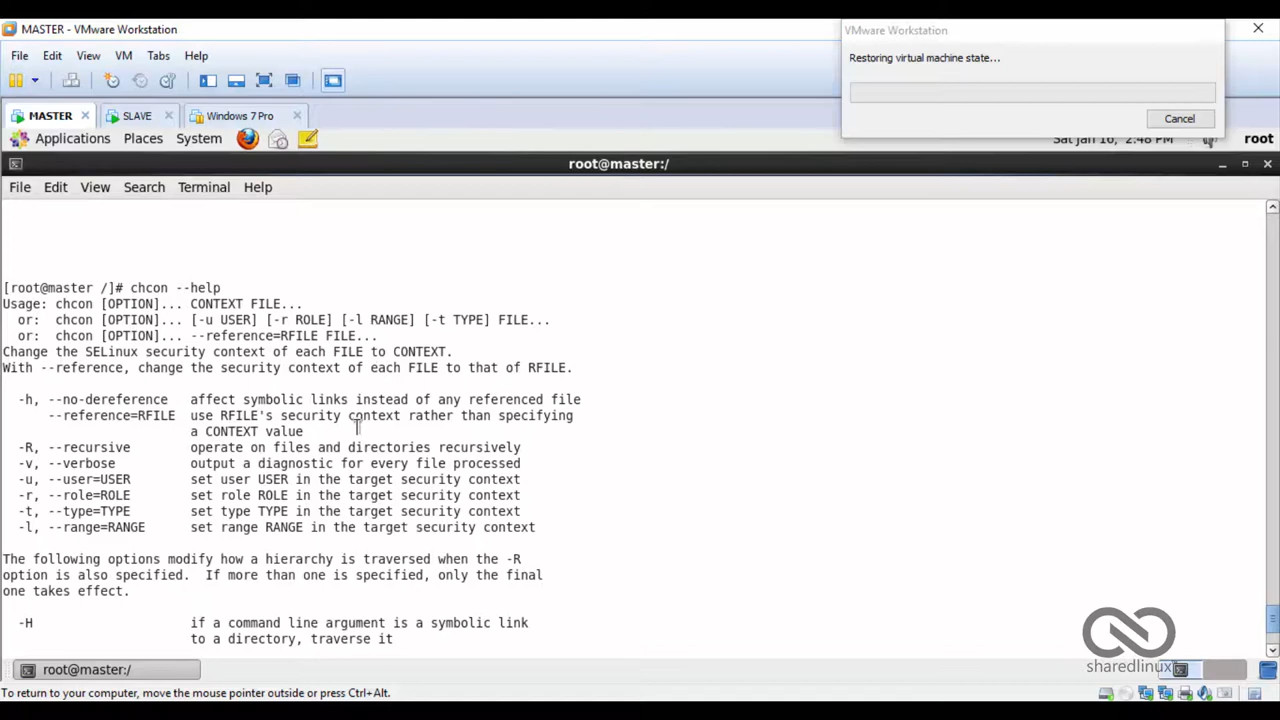 MASTER - VMware Workstation
VMware Workstation
File Edit View VM Tabs Help
Restoring virtual machine state...
Cancel
MASTER SLAVE Windows 7 Pro
Applications Places System
Sat Jan 16, 2:48 PM root
root@master:/
File Edit View Search Terminal Help
[root@master /]# chcon --help
Usage: chcon [OPTION]... CONTEXT FILE...
or: chcon [OPTION]... [-u USER] [-r ROLE] [-l RANGE] [-t TYPE] FILE...
or: chcon [OPTION]... --reference=RFILE FILE...
Change the SELinux security context of each FILE to CONTEXT.
With --reference, change the security context of each FILE to that of RFILE.
-h, --no-dereference affect symbolic links instead of any referenced file
--reference=RFILE use RFILE's security context rather than specifying
a CONTEXT value
-R, --recursive operate on files and directories recursively
-v, --verbose output a diagnostic for every file processed
-u, --user=USER set user USER in the target security context
-r, --role=ROLE set role ROLE in the target security context
-t, --type=TYPE set type TYPE in the target security context
-l, --range=RANGE set range RANGE in the target security context
The following options modify how a hierarchy is traversed when the -R
option is also specified. If more than one is specified, only the final
one takes effect.
-H if a command line argument is a symbolic link
to a directory, traverse it
sharedlinux
root@master:/
To return to your computer, move the mouse pointer outside or press Ctrl+Alt.